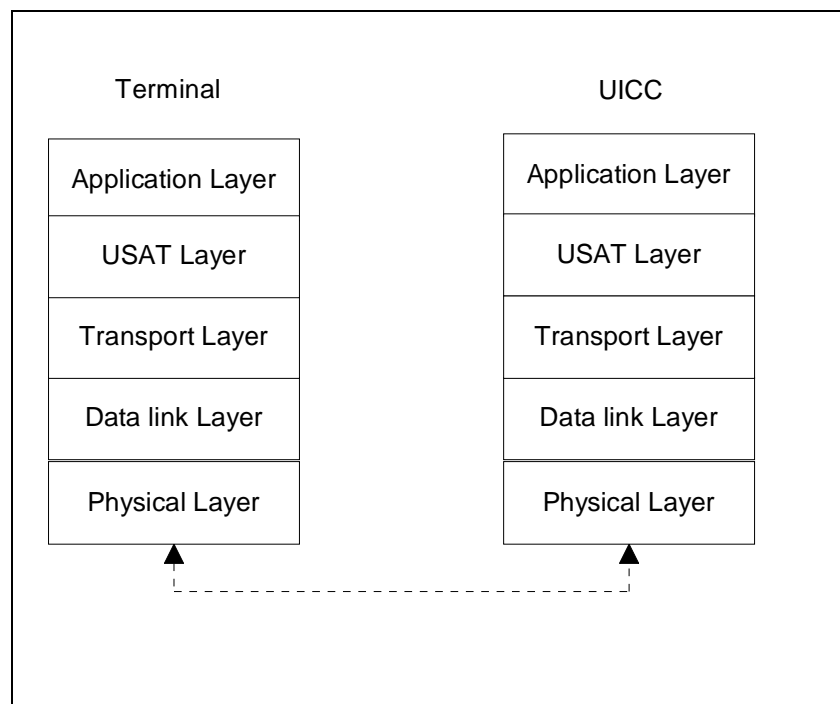 Terminal
UICC
Application Layer
USAT Layer
Transport Layer
Data link Layer
Physical Layer
Application Layer
USAT Layer
Transport Layer
Data link Layer
Physical Layer